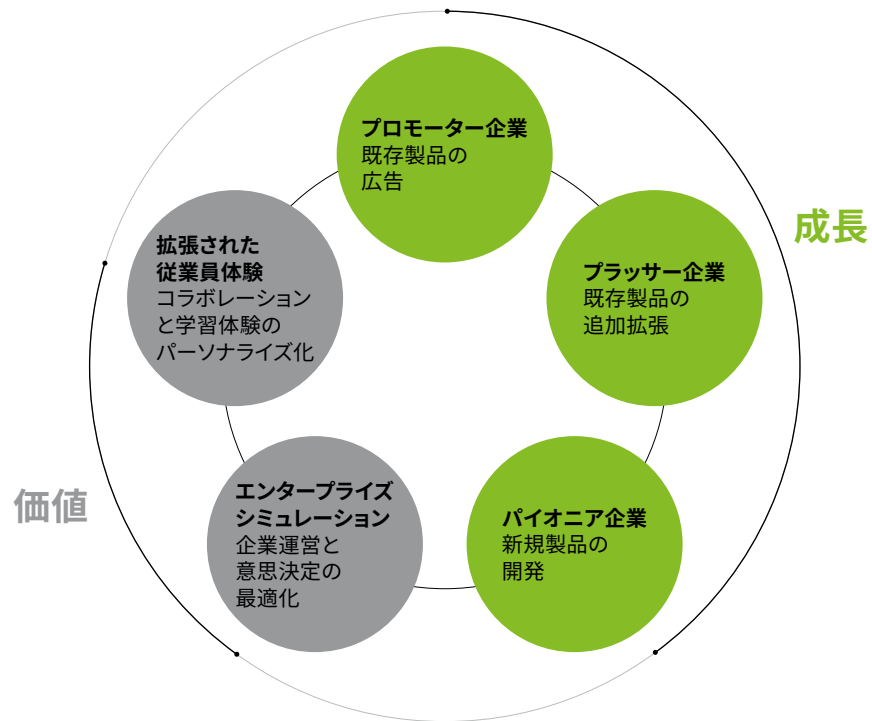 プロモーター企業
既存製品の
広告
成長
プラッサー企業
既存製品の
追加拡張
パイオニア企業
新規製品の
開発
エンタープライズ
シミュレーション
企業運営と
意思決定の
最適化
価値
拡張された
従業員体験
コラボレーション
と学習体験の
パーソナライズ化